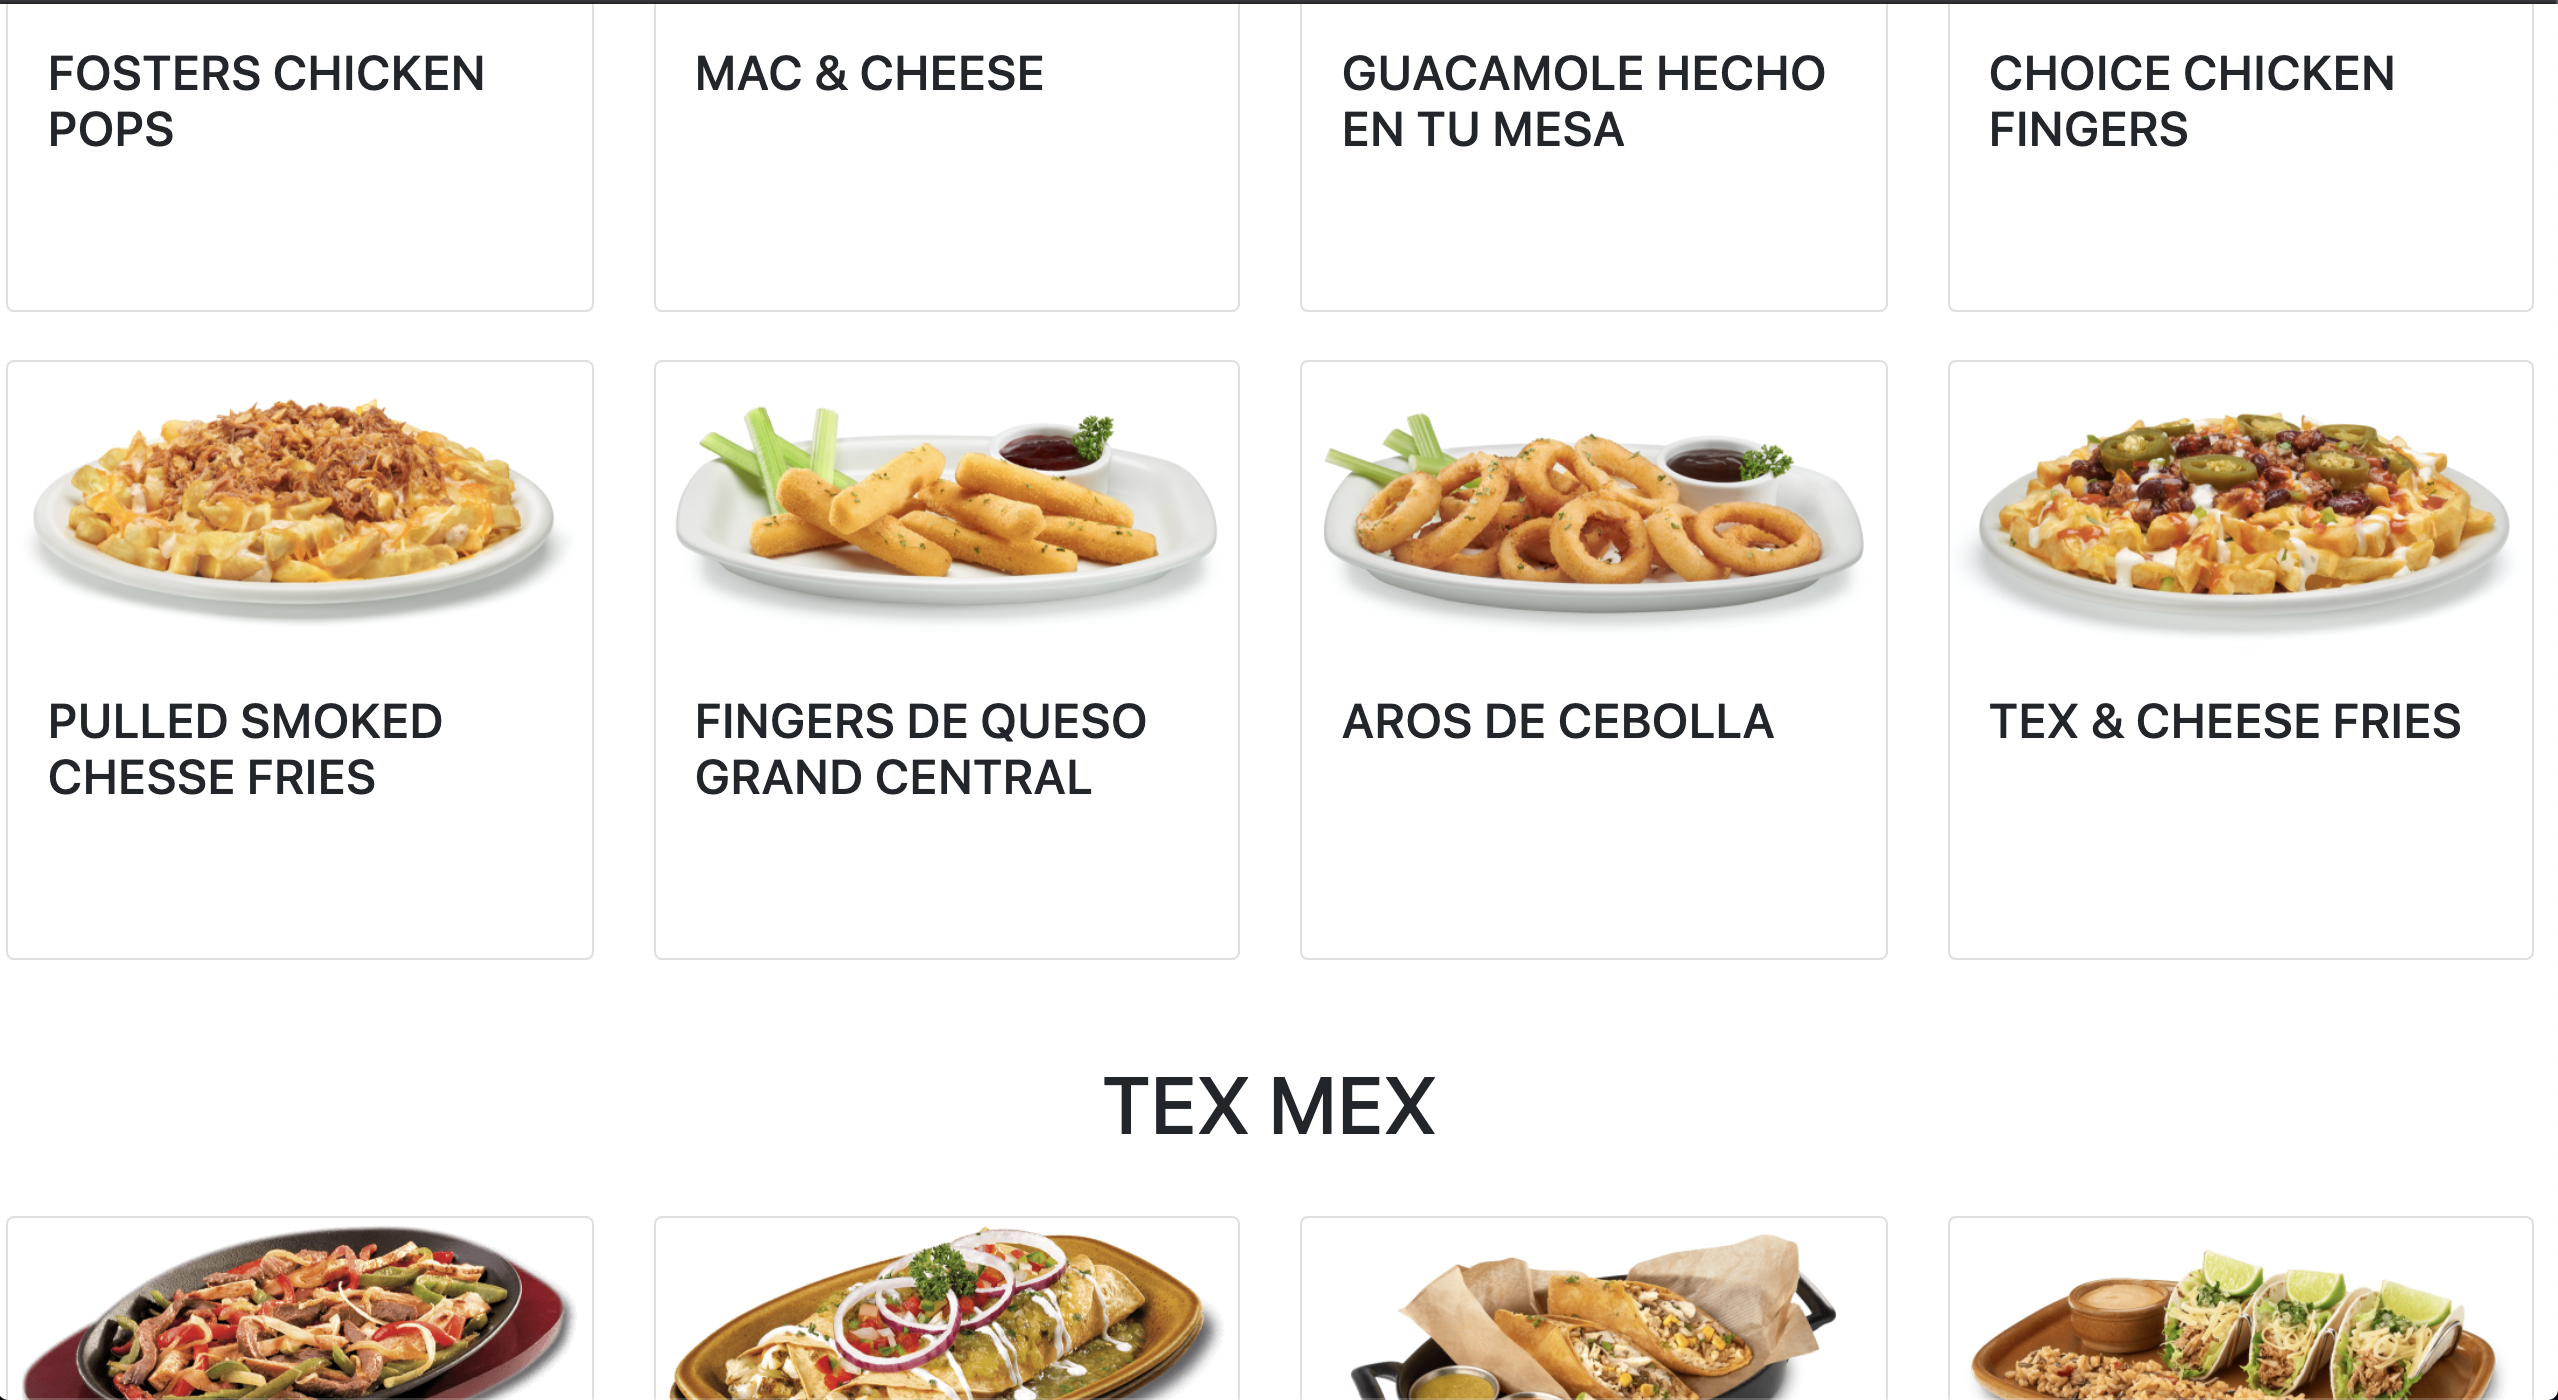 FOSTERS CHICKEN
POPS
MAC & CHEESE
GUACAMOLE HECHO
EN TU MESA
CHOICE CHICKEN
FINGERS
PULLED SMOKED
CHESSE FRIES
FINGERS DE QUESO
GRAND CENTRAL
AROS DE CEBOLLA
TEX & CHEESE FRIES
TEX MEX